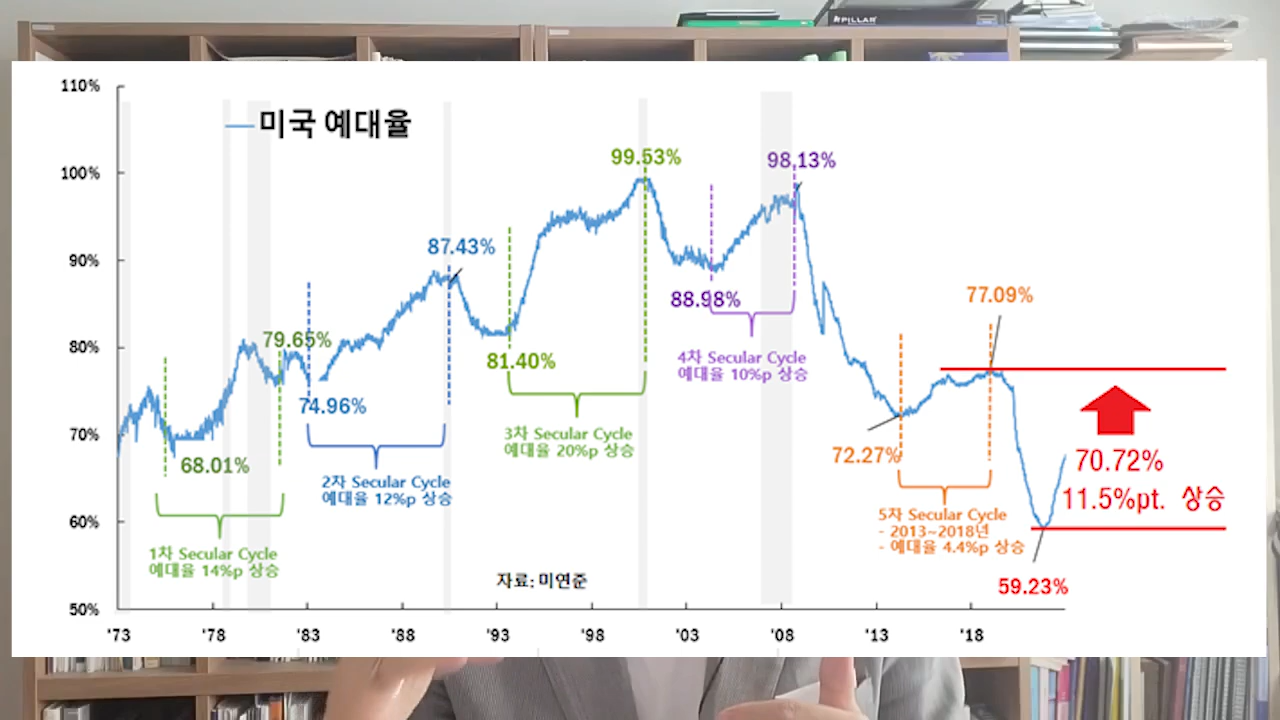 PILLAR
110%
100%
90%
80%
70%
60%
50%
미국 예대율
99.53%
98.13%
87.43%
88.98%
77.09%
79.65%
81.40%
74.96%
72.27%
68.01%
4차 Secular Cycle
예대율 10%p 상승
3차 Secular Cycle
예대율 20%p 상승
2차 Secular Cycle
예대율 12%p 상승
1차 Secular Cycle
예대율 14%p 상승
5차 Secular Cycle
- 2013~2018년
- 예대율 4.4%p 상승
70.72%
11.5%pt. 상승
59.23%
자료: 미연준
'73 '78 '83 '88 '93 '98 '03 '08 '13 '18